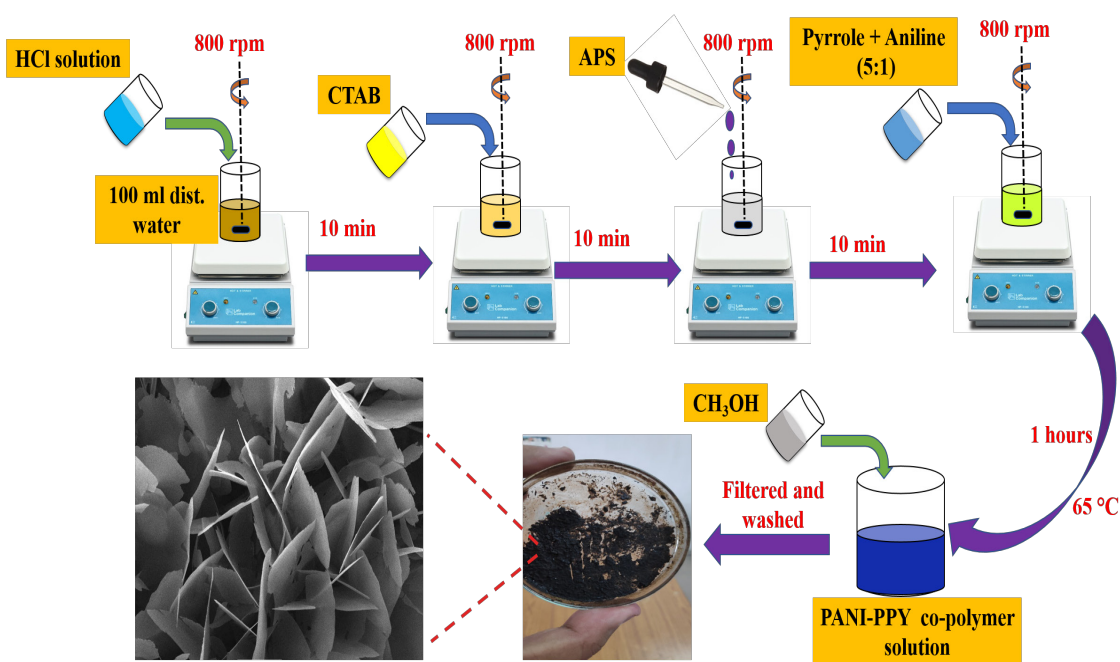 800 rpm
HCl solution
100 ml dist.
water
10 min
800 rpm
CTAB
10 min
800 rpm
APS
10 min
Pyrrole + Aniline
(5:1)
800 rpm
1 hours
65 °C
CH₃OH
PANI-PPY co-polymer
solution
Filtered and
washed